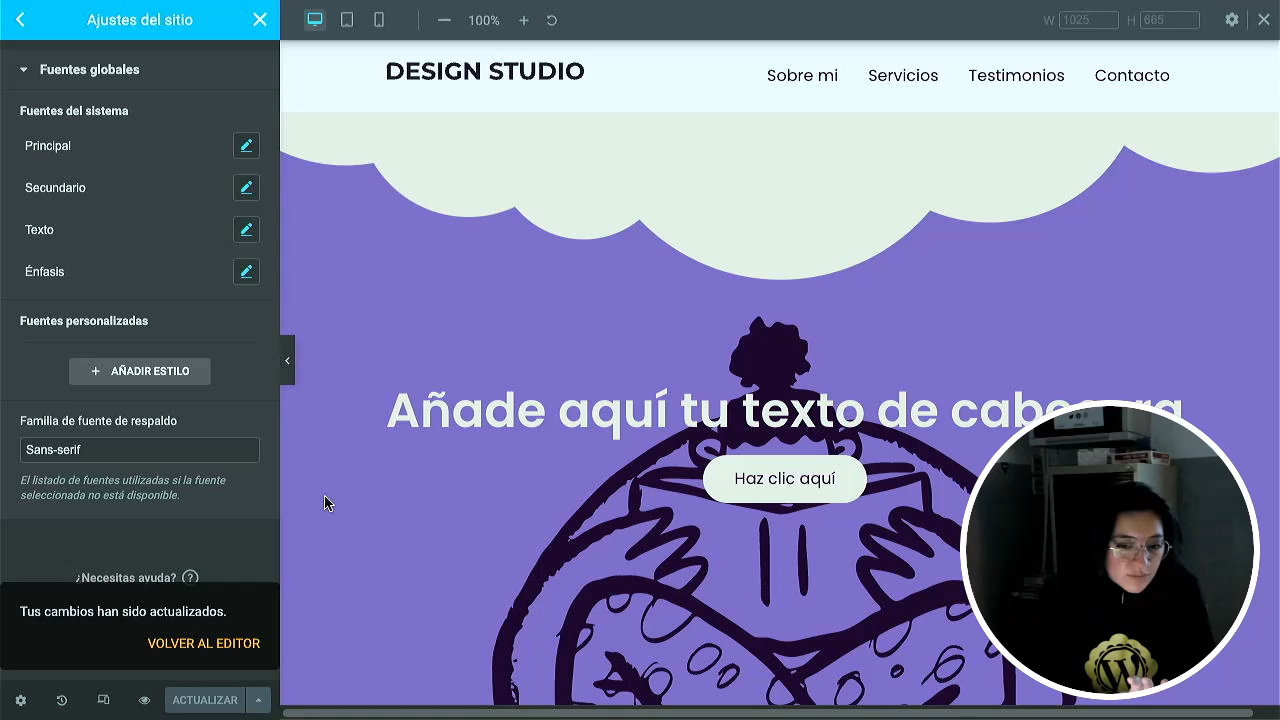 Ajustes del sitio
100%
W 1025 H 665
Fuentes globales
Fuentes del sistema
Principal
Secundario
Texto
Énfasis
Fuentes personalizadas
+ AÑADIR ESTILO
Familia de fuente de respaldo
Sans-serif
El listado de fuentes utilizadas si la fuente
seleccionada no está disponible.
¿Necesitas ayuda? ?
Tus cambios han sido actualizados.
VOLVER AL EDITOR
ACTUALIZAR
DESIGN STUDIO
Sobre mi Servicios Testimonios Contacto
Añade aquí tu texto de
Haz clic aquí